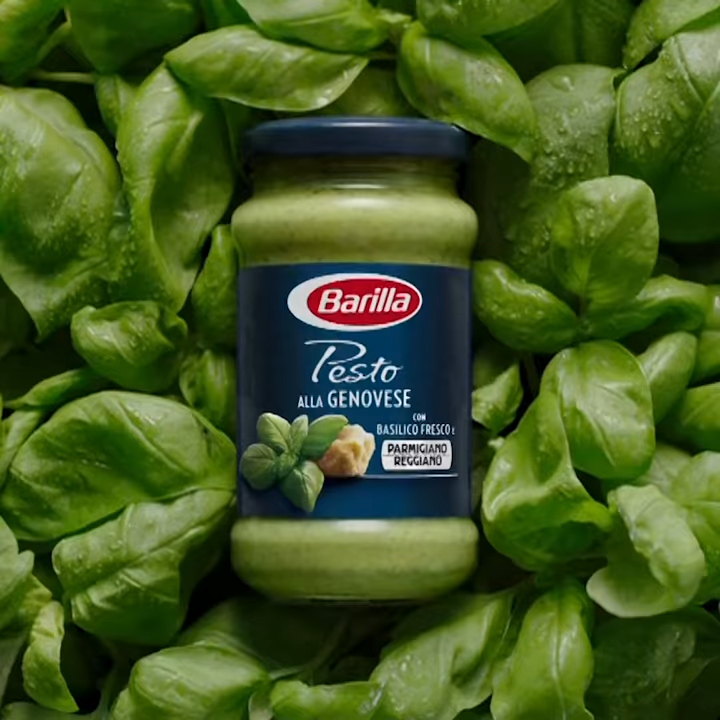 Barilla
Pesto
ALLA GENOVESE
CON
BASILICO FRESCO E
PARMIGIANO
REGGIANO